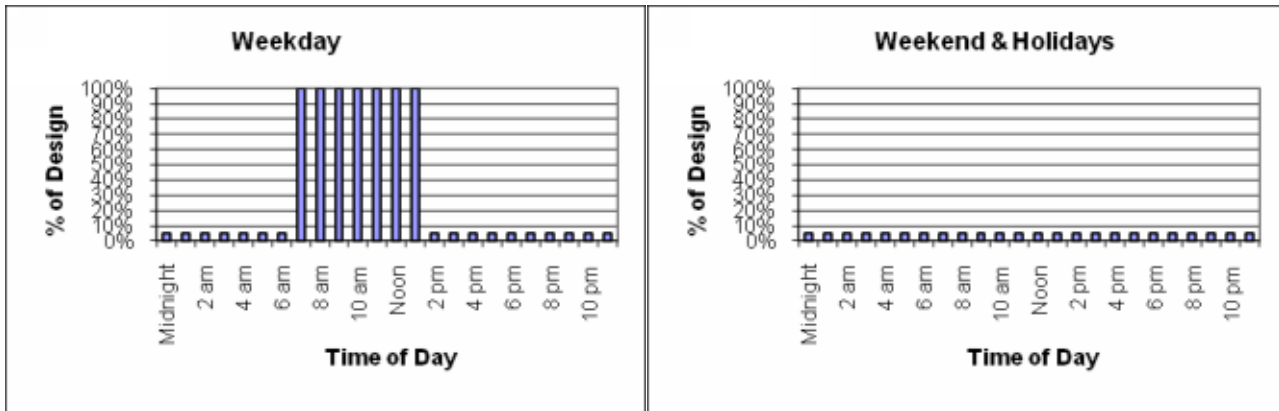 Weekday
% of Design
100%
90%
80%
70%
60%
50%
40%
30%
20%
10%
0%
Midnight
2 am
4 am
6 am
8 am
10 am
Noon
2 pm
4 pm
6 pm
8 pm
10 pm
Time of Day
Weekend & Holidays
% of Design
100%
90%
80%
70%
60%
50%
40%
30%
20%
10%
0%
Midnight
2 am
4 am
6 am
8 am
10 am
Noon
2 pm
4 pm
6 pm
8 pm
10 pm
Time of Day